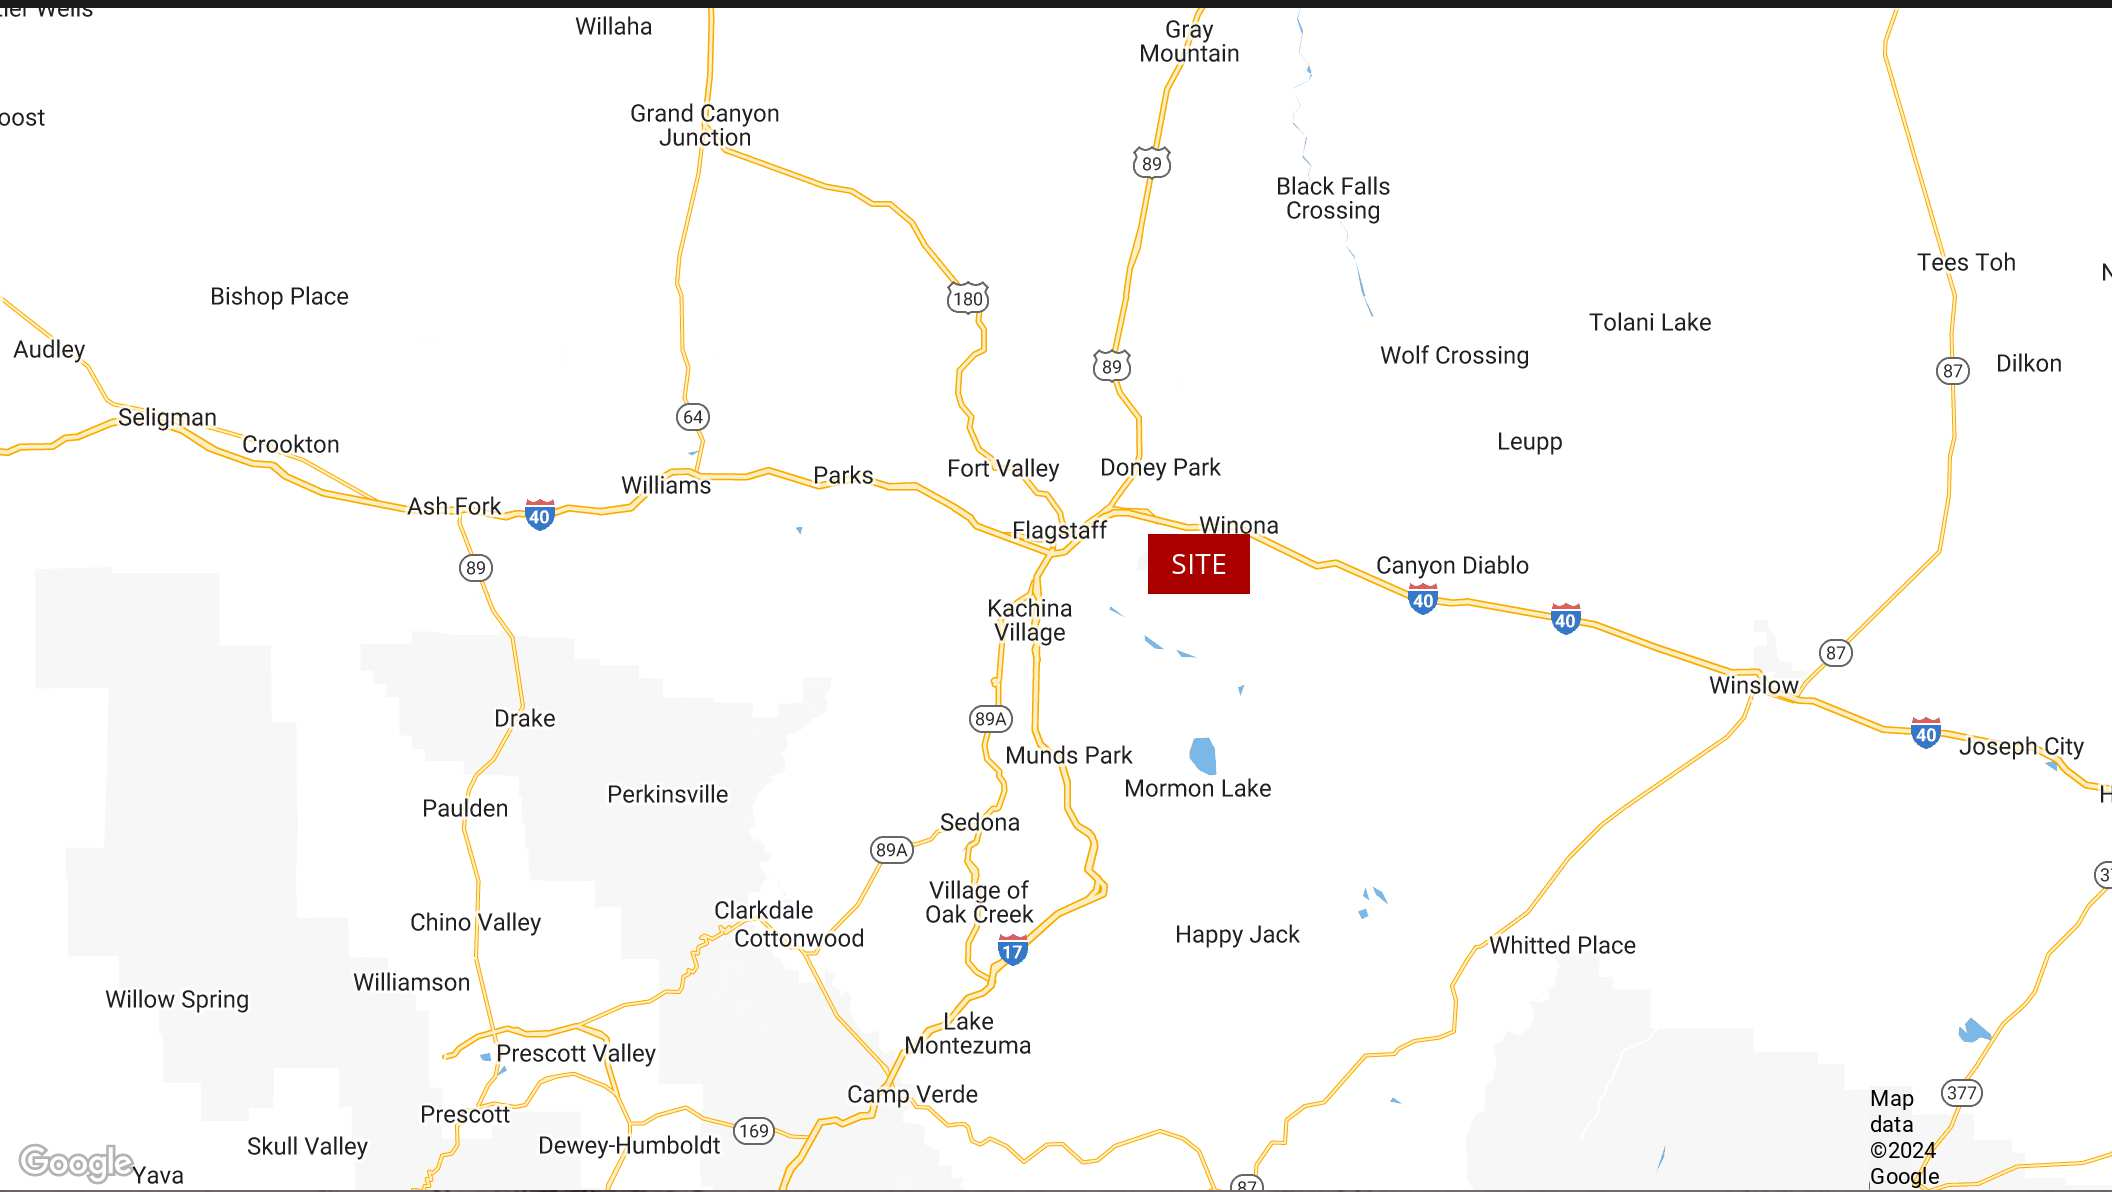 Willaha
Gray
Mountain
Grand Canyon
Junction
89
Black Falls
Crossing
Tees Toh
Bishop Place
180
Tolani Lake
Audley
Wolf Crossing
89
87
Dilkon
Seligman
64
Crookton
Leupp
Fort Valley
Doney Park
Williams
Parks
Ash Fork
40
Flagstaff
Winona
SITE
Canyon Diablo
89
40
40
Kachina
Village
87
Winslow
Drake
89A
40
Joseph City
Munds Park
Mormon Lake
Perkinsville
Paulden
Sedona
89A
Village of
Oak Creek
Clarkdale
Cottonwood
Chino Valley
17
Happy Jack
Whitted Place
Williamson
Willow Spring
Lake
Montezuma
Prescott Valley
Camp Verde
377
Map
data
©2024
Google
Prescott
169
Skull Valley
Dewey-Humboldt
Google
Yava
87